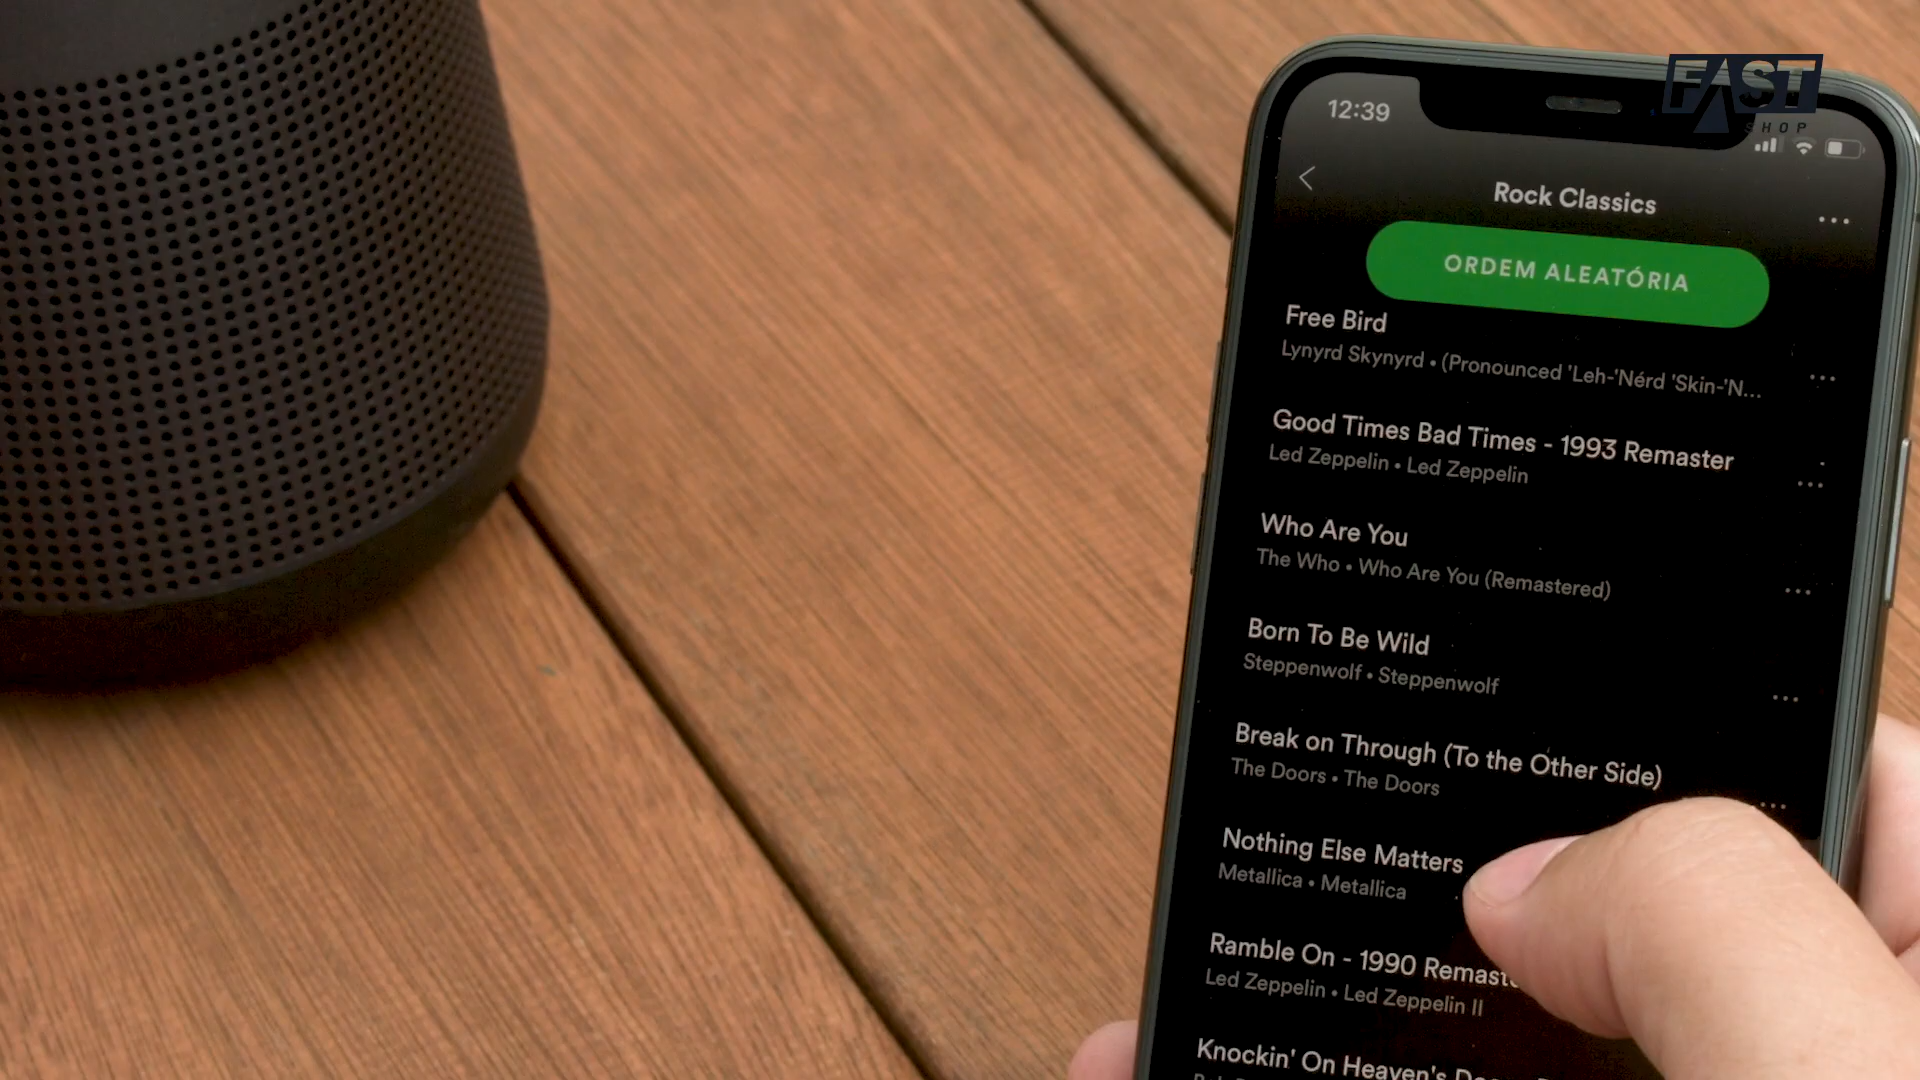 FAST
SHOP
12:39
Rock Classics
ORDEM ALEATÓRIA
Free Bird
Lynyrd Skynyrd • (Pronounced 'Leh-'Nérd 'Skin-'N...
Good Times Bad Times - 1993 Remaster
Led Zeppelin • Led Zeppelin
Who Are You
The Who • Who Are You (Remastered)
Born To Be Wild
Steppenwolf • Steppenwolf
Break on Through (To the Other Side)
The Doors • The Doors
Nothing Else Matters
Metallica • Metallica
Ramble On - 1990
Led Zeppelin • Led Zeppelin II
Knockin' On Heaven's